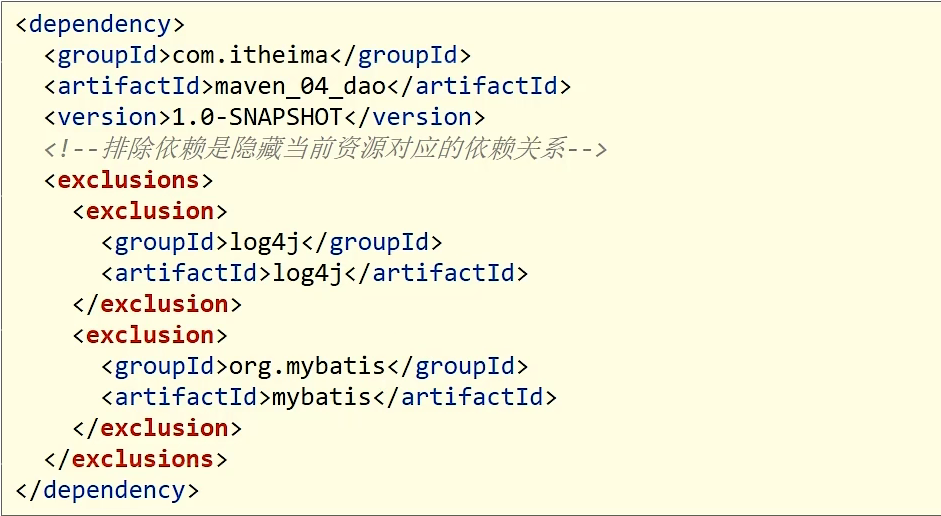 <dependency>
<groupId>com.itheima</groupId>
<artifactId>maven_04_dao</artifactId>
<version>1.0-SNAPSHOT</version>
<!--排除依赖是隐藏当前资源对应的依赖关系-->
<exclusions>
<exclusion>
<groupId>log4j</groupId>
<artifactId>log4j</artifactId>
</exclusion>
<exclusion>
<groupId>org.mybatis</groupId>
<artifactId>mybatis</artifactId>
</exclusion>
</exclusions>
</dependency>